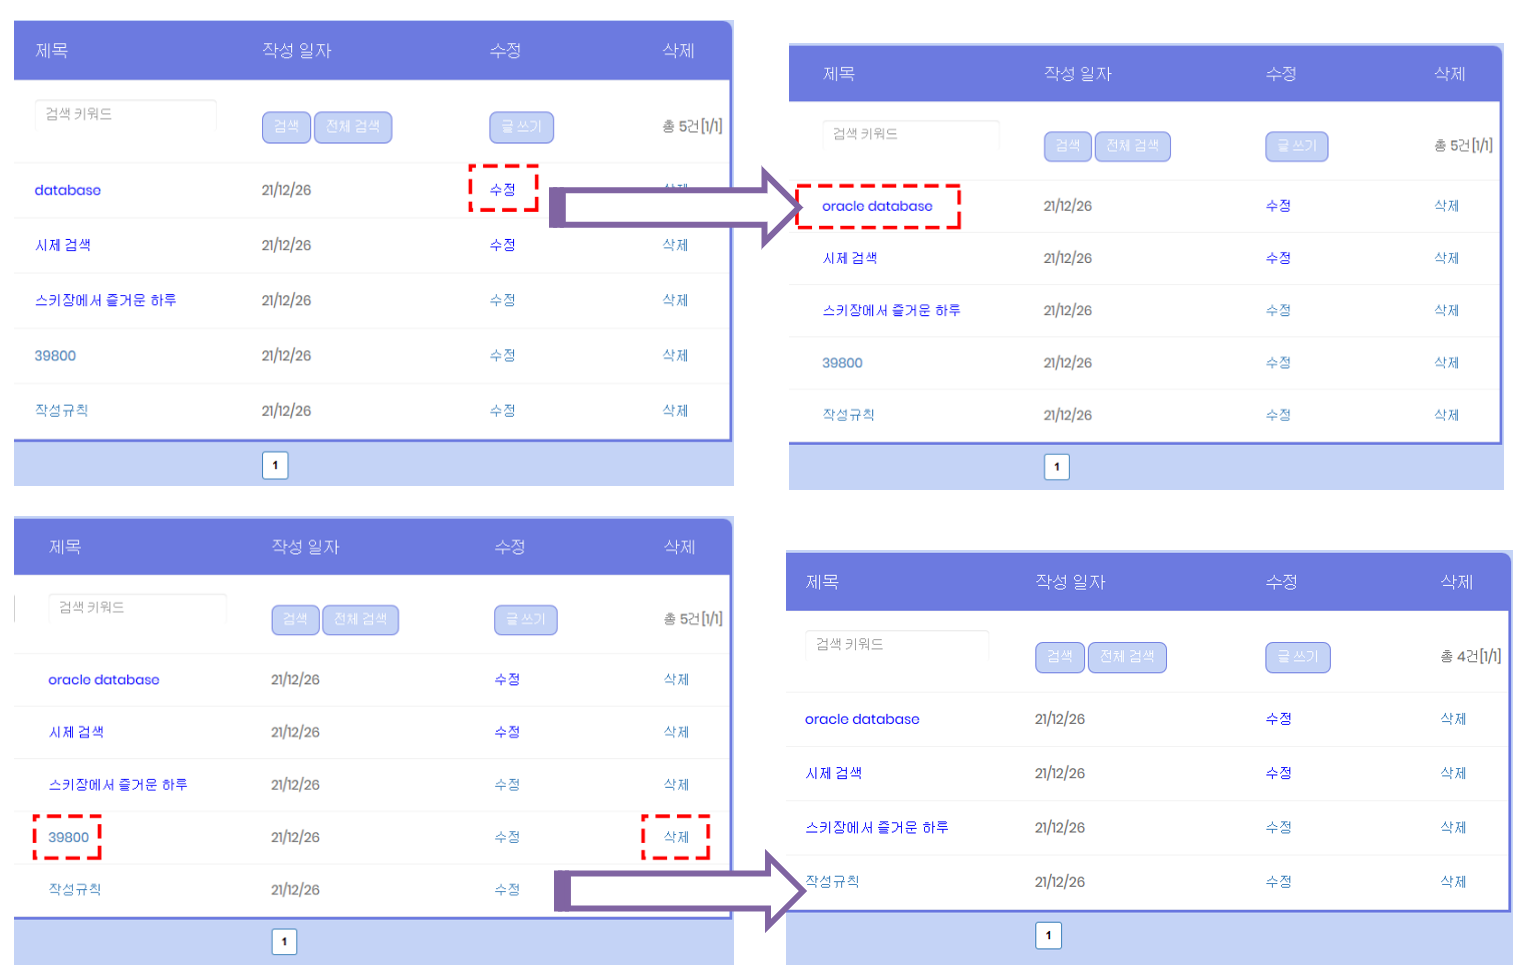 제목 작성 일자 수정 삭제
검색 키워드 검색 전체 검색 글 쓰기 총 5건[1/1]
database 21/12/26 수정 삭제
시제 검색 21/12/26 수정 삭제
스키장에서 즐거운 하루 21/12/26 수정 삭제
39800 21/12/26 수정 삭제
작성규칙 21/12/26 수정 삭제
1
제목 작성 일자 수정 삭제
검색 키워드 검색 전체 검색 글 쓰기 총 5건[1/1]
oracle database 21/12/26 수정 삭제
시제 검색 21/12/26 수정 삭제
스키장에서 즐거운 하루 21/12/26 수정 삭제
39800 21/12/26 수정 삭제
작성규칙 21/12/26 수정 삭제
1
제목 작성 일자 수정 삭제
검색 키워드 검색 전체 검색 글 쓰기 총 5건[1/1]
oracle database 21/12/26 수정 삭제
시제 검색 21/12/26 수정 삭제
스키장에서 즐거운 하루 21/12/26 수정 삭제
39800 21/12/26 수정 삭제
작성규칙 21/12/26 수정
1
제목 작성 일자 수정 삭제
검색 키워드 검색 전체 검색 글 쓰기 총 4건[1/1]
oracle database 21/12/26 수정 삭제
시제 검색 21/12/26 수정 삭제
스키장에서 즐거운 하루 21/12/26 수정 삭제
작성규칙 21/12/26 수정 삭제
1